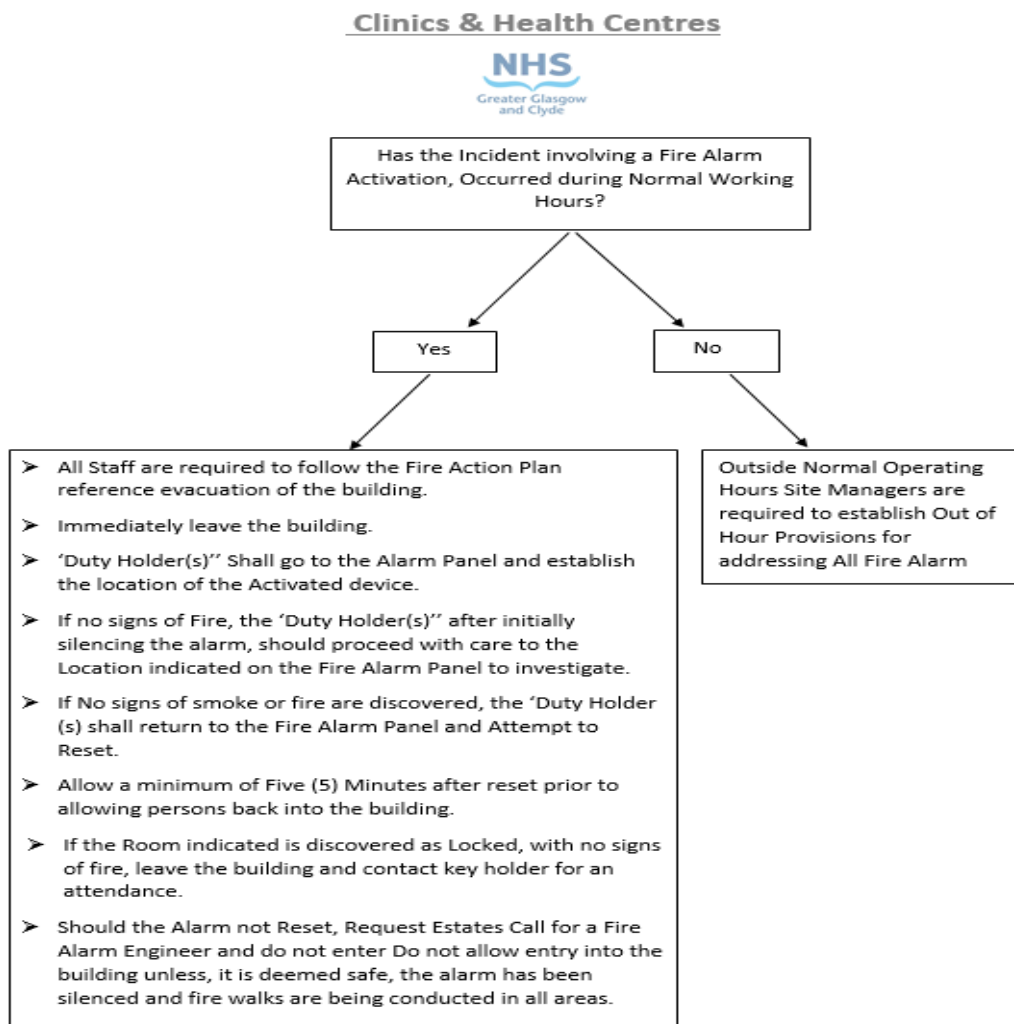 Clinics & Health Centres
NHS
Greater Glasgow
and Clyde
Has the Incident involving a Fire Alarm
Activation, Occurred during Normal Working
Hours?
Yes
No
➤ All Staff are required to follow the Fire Action Plan
reference evacuation of the building.
➤ Immediately leave the building.
➤ ‘Duty Holder(s)’’ Shall go to the Alarm Panel and establish
the location of the Activated device.
➤ If no signs of Fire, the ‘Duty Holder(s)’’ after initially
silencing the alarm, should proceed with care to the
Location indicated on the Fire Alarm Panel to investigate.
➤ If No signs of smoke or fire are discovered, the ‘Duty Holder
(s) shall return to the Fire Alarm Panel and Attempt to
Reset.
➤ Allow a minimum of Five (5) Minutes after reset prior to
allowing persons back into the building.
➤ If the Room indicated is discovered as Locked, with no signs
of fire, leave the building and contact key holder for an
attendance.
➤ Should the Alarm not Reset, Request Estates Call for a Fire
Alarm Engineer and do not enter Do not allow entry into the
building unless, it is deemed safe, the alarm has been
silenced and fire walks are being conducted in all areas.
Outside Normal Operating
Hours Site Managers are
required to establish Out of
Hour Provisions for
addressing All Fire Alarm